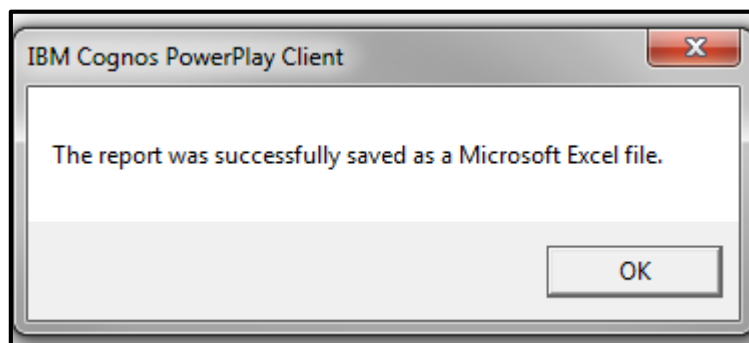 IBM Cognos PowerPlay Client
The report was successfully saved as a Microsoft Excel file.
OK